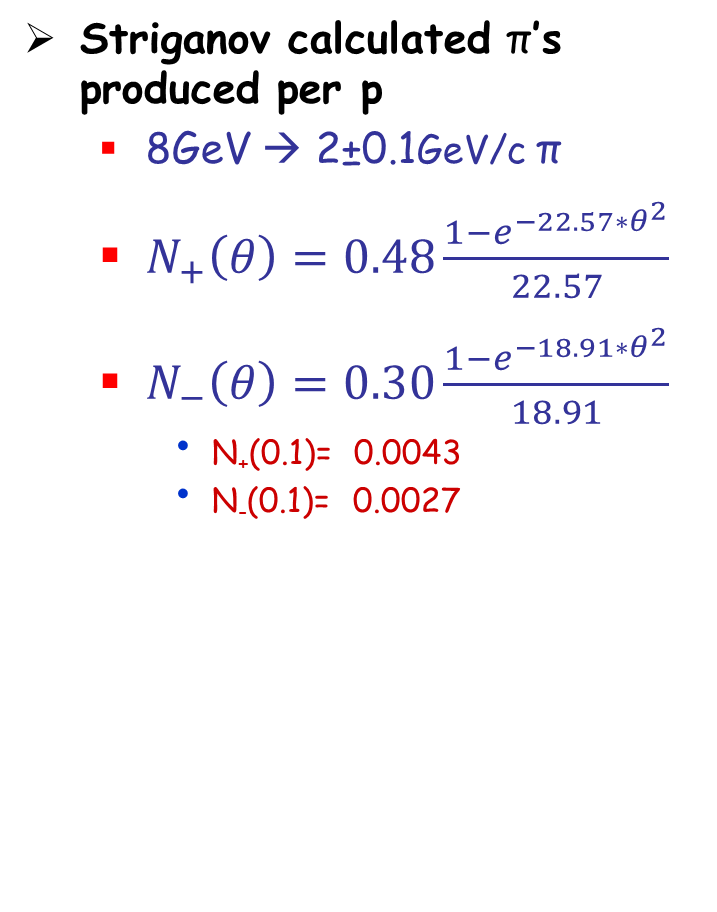 ➢ Striganov calculated π's
produced per p
▪ 8GeV → 2±0.1GeV/c π
▪ N₊(θ) = 0.48 (1−e^(−22.57∗θ²))/22.57
▪ N₋(θ) = 0.30 (1−e^(−18.91∗θ²))/18.91
• N₊(0.1)= 0.0043
• N₋(0.1)= 0.0027